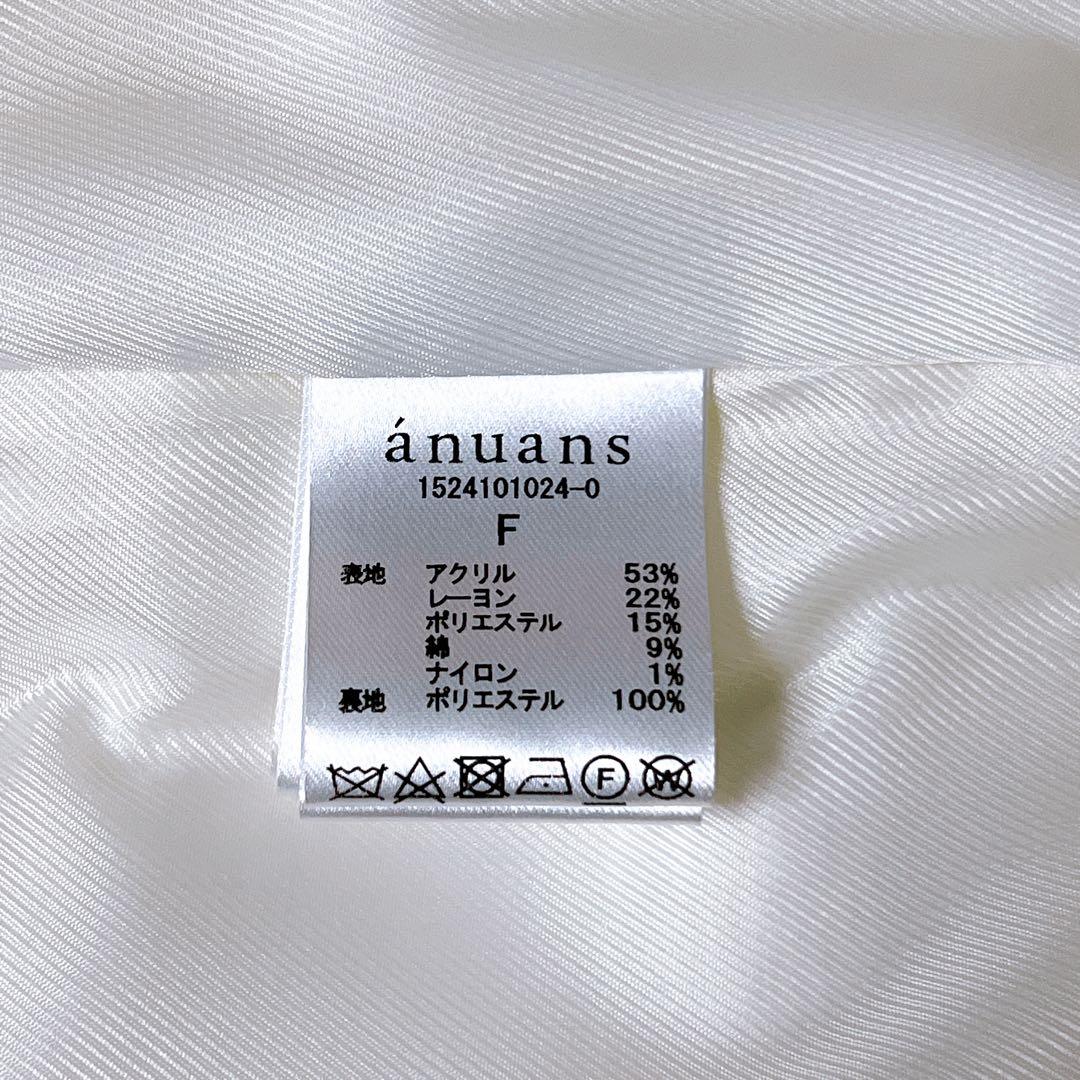 ánuans
1524101024-0
F
表地 アクリル 53%
レーヨン 22%
ポリエステル 15%
綿 9%
ナイロン 1%
裏地 ポリエステル 100%
F W